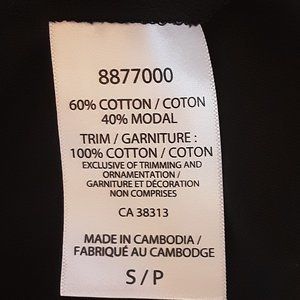 8877000
60% COTTON / COTON
40% MODAL
TRIM / GARNITURE :
100% COTTON / COTON
EXCLUSIVE OF TRIMMING AND
ORNAMENTATION /
GARNITURE ET DÉCORATION
NON COMPRISES
CA 38313
MADE IN CAMBODIA /
FABRIQUÉ AU CAMBODGE
S / P